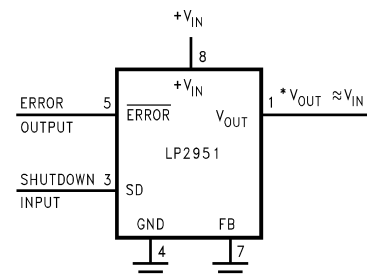 +VIN
8
+VIN
ERROR 5 ERROR VOUT 1 *VOUT ≈VIN
OUTPUT
LP2951
SHUTDOWN 3 SD
INPUT
GND FB
4 7